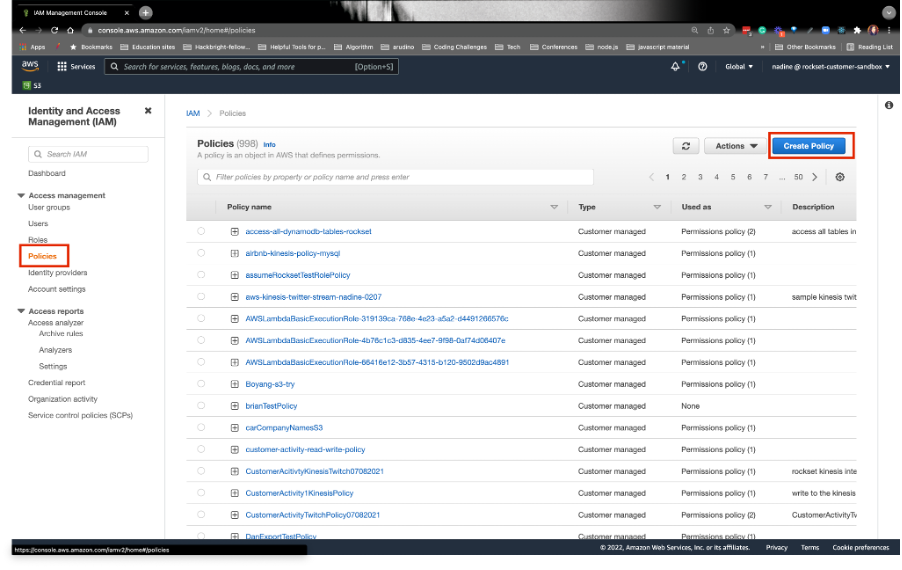 IAM Management Console
console.aws.amazon.com/iamv2/home#/policies
Apps
Bookmarks
Education sites
Hackbright-fellow...
Helpful Tools for p...
Algorithm
arudino
Coding Challenges
Tech
Conferences
node.js
javascript material
»
Other Bookmarks
Reading List
aws
Services
Search for services, features, blogs, docs, and more
[Option+S]
Global
nadine @ rockset-customer-sandbox
S3
Identity and Access
Management (IAM)
Search IAM
Dashboard
Access management
User groups
Users
Roles
Policies
Identity providers
Account settings
Access reports
Access analyzer
Archive rules
Analyzers
Settings
Credential report
Organization activity
Service control policies (SCPs)
IAM > Policies
Policies (998) Info
A policy is an object in AWS that defines permissions.
Actions
Create Policy
Filter policies by property or policy name and press enter
1 2 3 4 5 6 7 ... 50
Policy name Type Used as Description
access-all-dynamodb-tables-rockset Customer managed Permissions policy (2) access all tables in
airbnb-kinesis-policy-mysql Customer managed Permissions policy (1)
assumeRocksetTestRolePolicy Customer managed Permissions policy (1)
aws-kinesis-twitter-stream-nadine-0207 Customer managed Permissions policy (1) sample kinesis twit
AWSLambdaBasicExecutionRole-319139ca-768e-4e23-a5a2-d4491266576c Customer managed Permissions policy (1)
AWSLambdaBasicExecutionRole-4b76c1c3-d835-4ee7-9f98-0af74d06407e Customer managed Permissions policy (1)
AWSLambdaBasicExecutionRole-66416e12-3b57-4315-b120-9502d9ac4891 Customer managed Permissions policy (1)
Boyang-s3-try Customer managed Permissions policy (1)
brianTestPolicy Customer managed None
carCompanyNamesS3 Customer managed Permissions policy (1)
customer-activity-read-write-policy Customer managed Permissions policy (1)
CustomerAcitivtyKinesisTwitch07082021 Customer managed Permissions policy (1) rockset kinesis inte
CustomerActivity1KinesisPolicy Customer managed Permissions policy (1) write to the kinesis
CustomerActivityTwitchPolicy07082021 Customer managed Permissions policy (2) CustomerActivityTv
DanExportTestPolicy Customer managed Permissions policy (1)
https://console.aws.amazon.com/iamv2/home#/policies
© 2022, Amazon Web Services, Inc. or its affiliates. Privacy Terms Cookie preferences